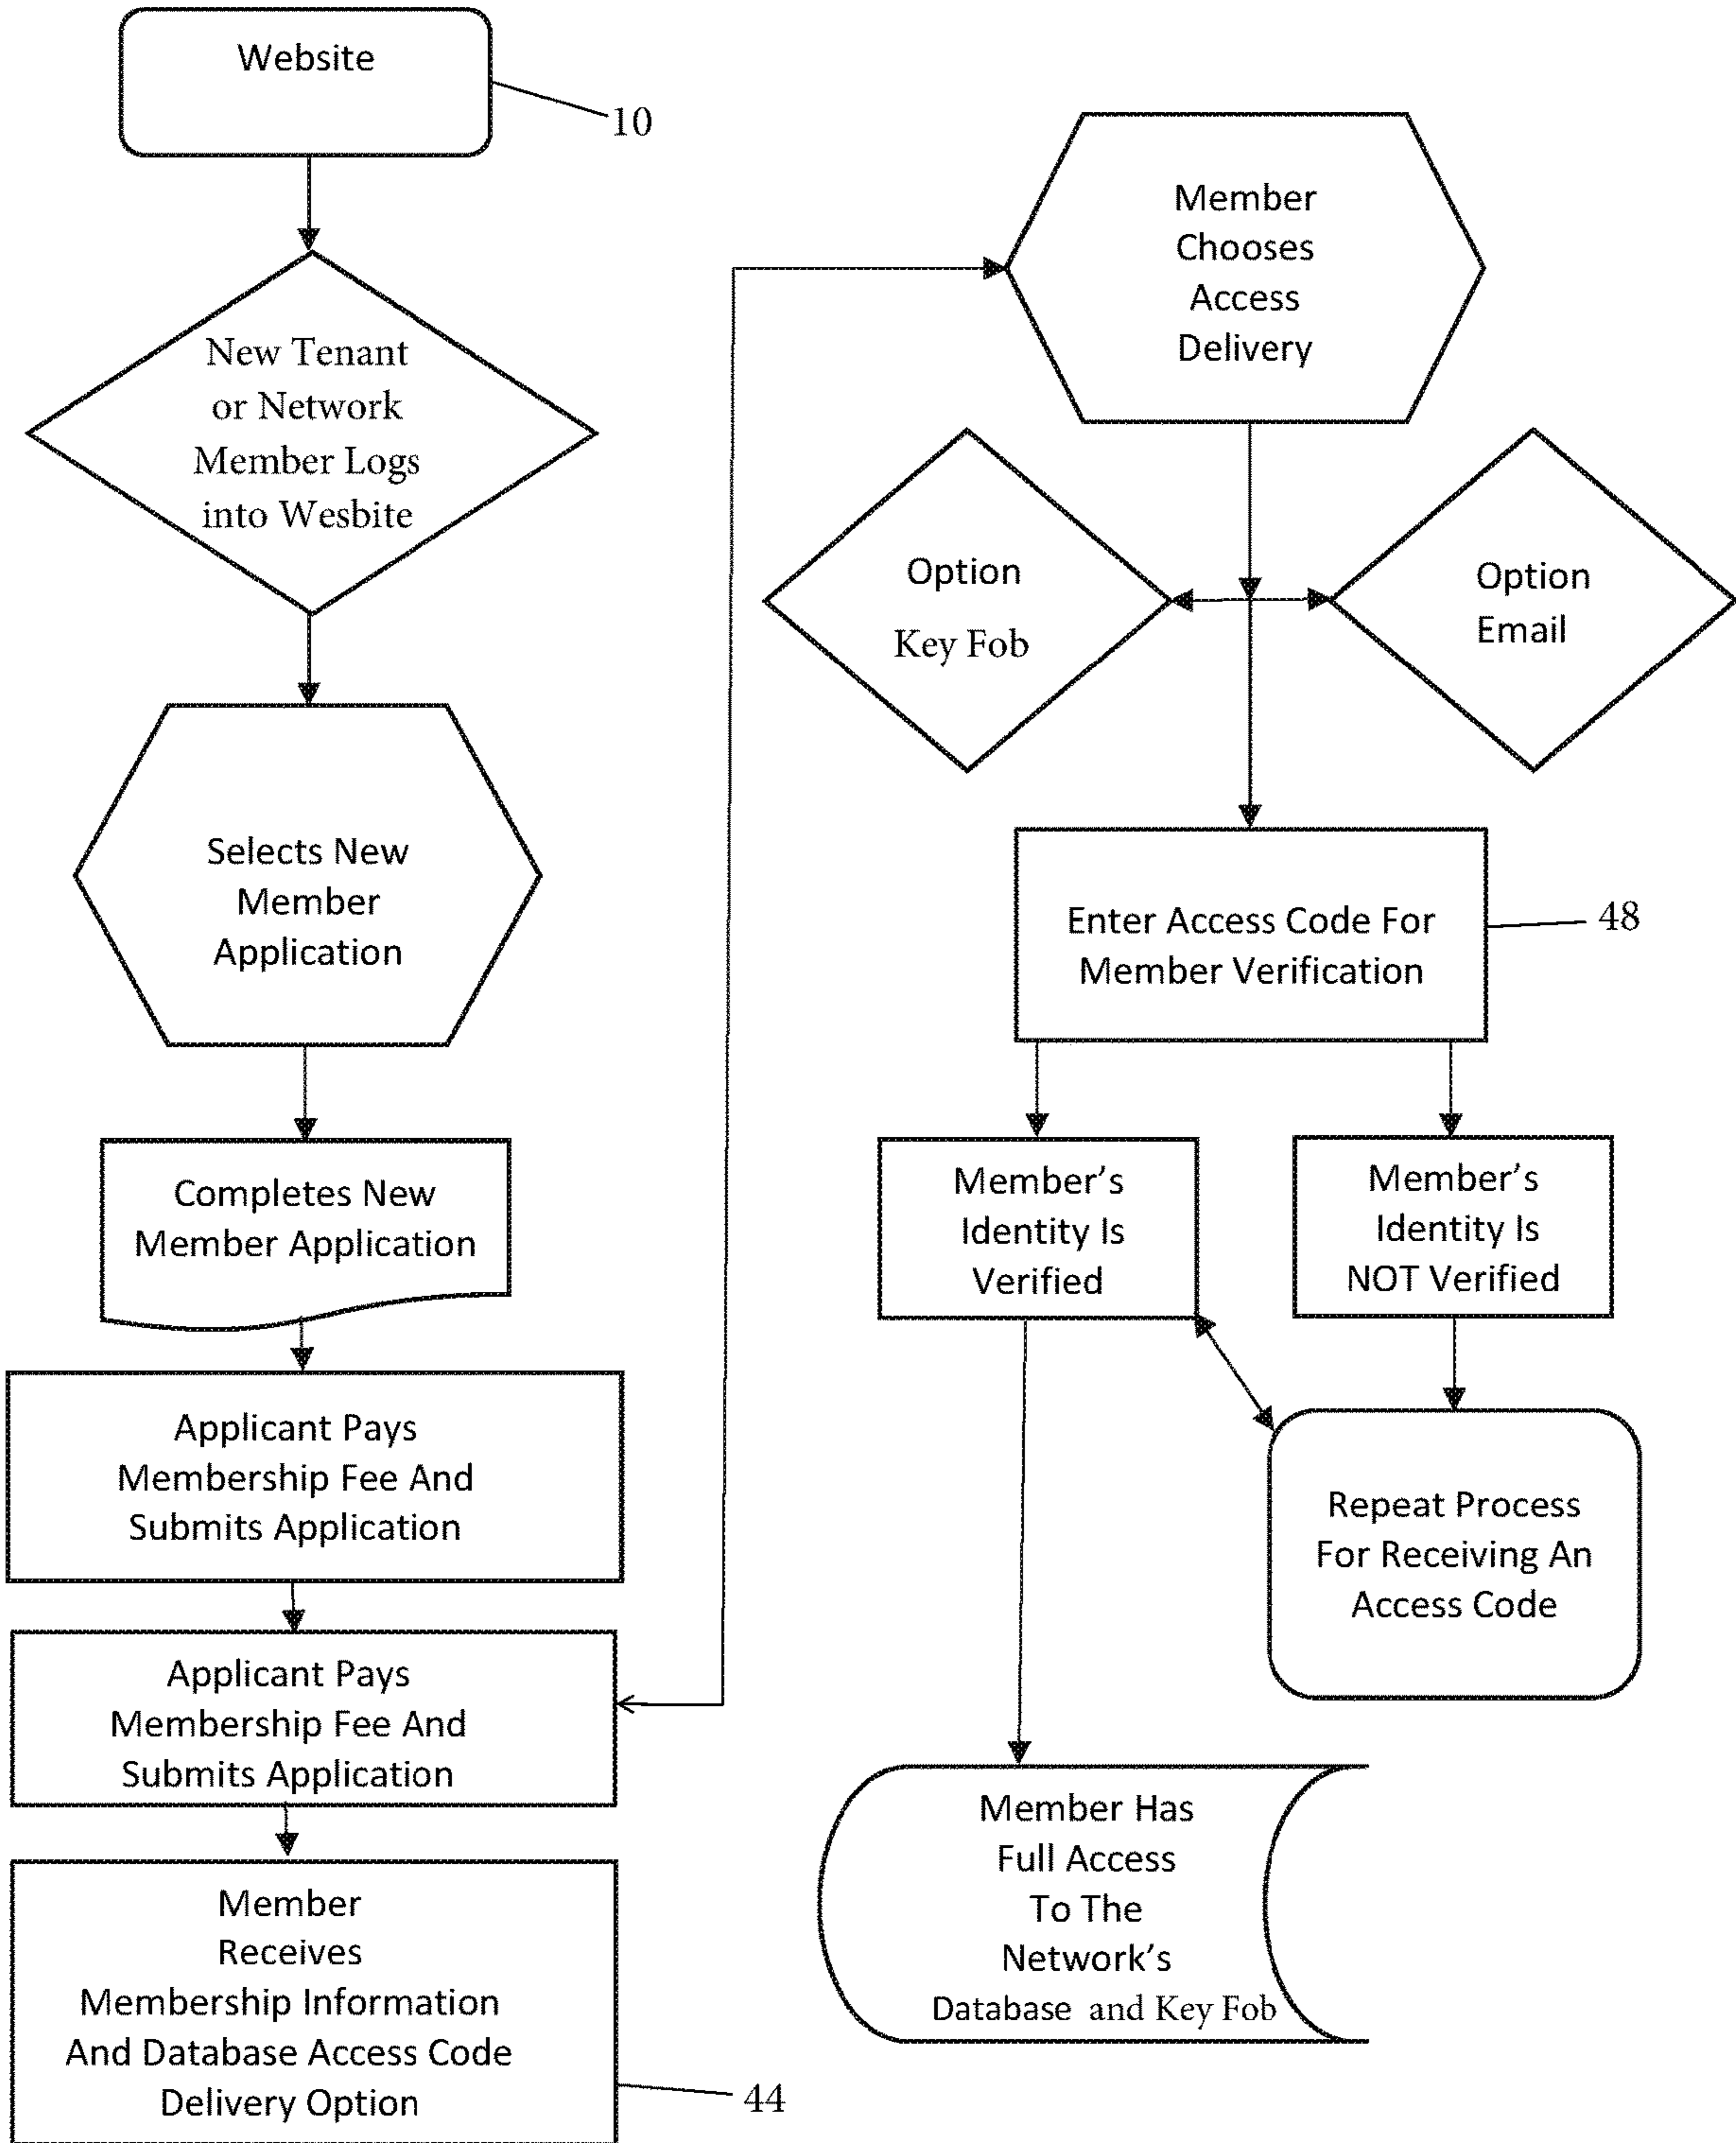 Website
10
New Tenant
or Network
Member Logs
into Wesbite
Selects New
Member
Application
Completes New
Member Application
Applicant Pays
Membership Fee And
Submits Application
Applicant Pays
Membership Fee And
Submits Application
Member
Receives
Membership Information
And Database Access Code
Delivery Option
44
Member
Chooses
Access
Delivery
Option
Key Fob
Option
Email
Enter Access Code For
Member Verification
48
Member’s
Identity Is
Verified
Member’s
Identity Is
NOT Verified
Repeat Process
For Receiving An
Access Code
Member Has
Full Access
To The
Network’s
Database and Key Fob